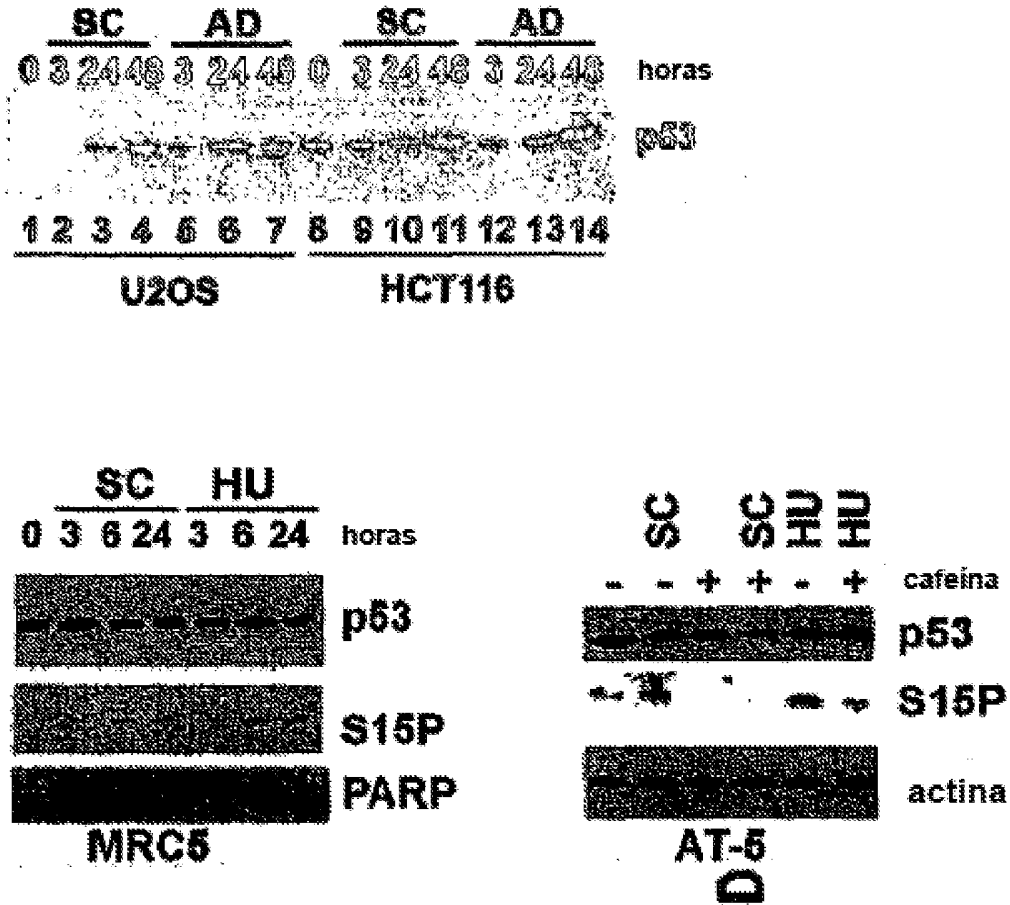 SC AD SC AD
0 3 24 48 3 24 48 0 3 24 48 3 24 48 horas
p53
1 2 3 4 5 6 7 8 9 10 11 12 13 14
U2OS HCT116
SC HU
0 3 6 24 3 6 24 horas
p53
S15P
PARP
MRC5
SC SC HU HU
- - + + - + cafeína
p53
S15P
actina
AT-5
D